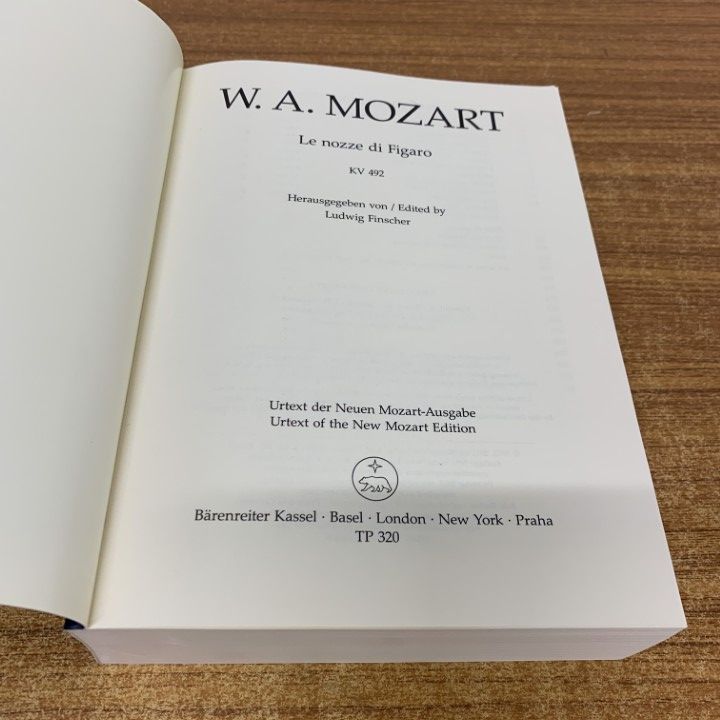 W. A. MOZART
Le nozze di Figaro
KV 492
Herausgegeben von / Edited by
Ludwig Finscher
Urtext der Neuen Mozart-Ausgabe
Urtext of the New Mozart Edition
Bärenreiter Kassel · Basel · London · New York · Praha
TP 320